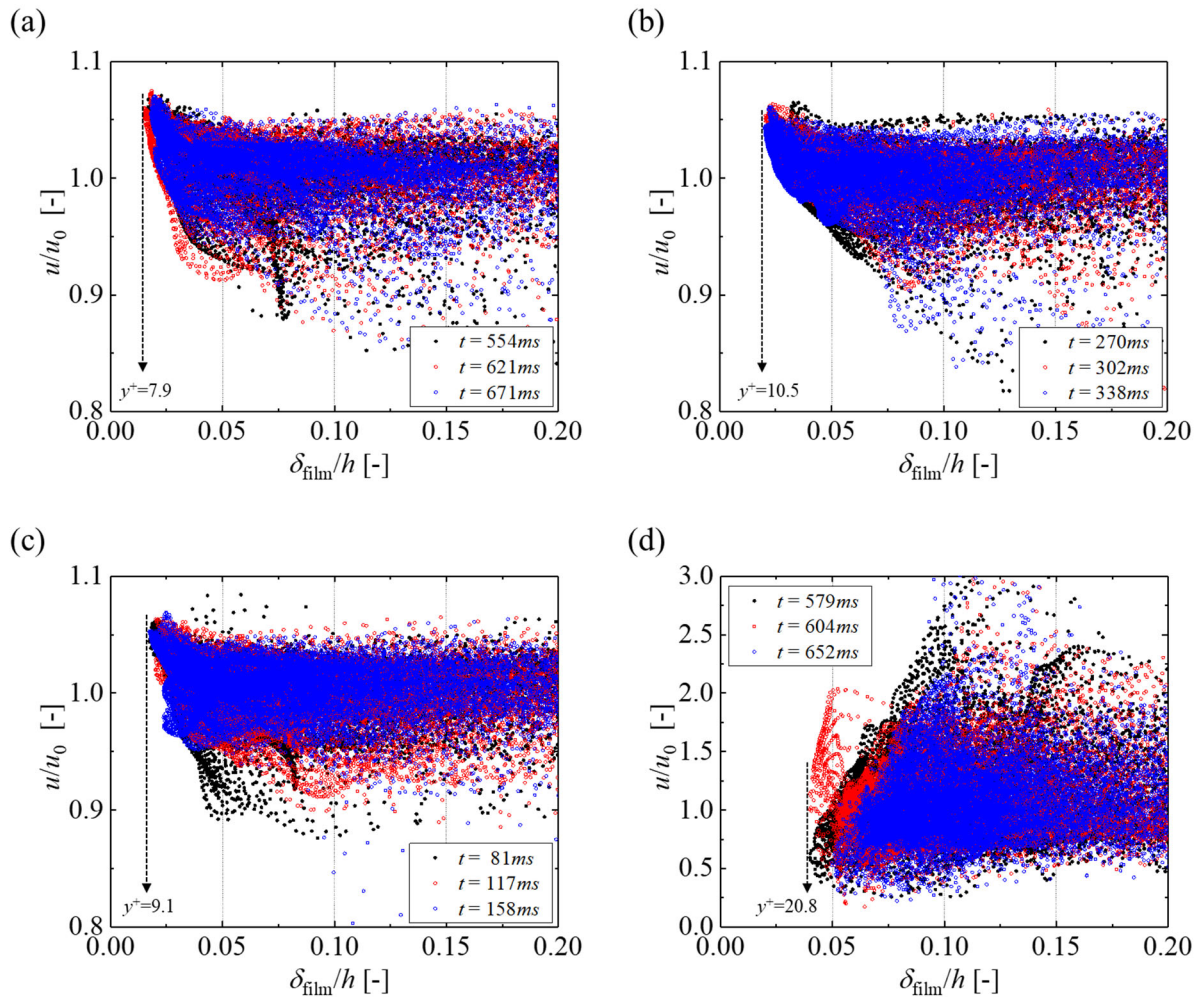 (a)
1.1
1.0
0.9
0.8
u/u0 [-]
y+=7.9
t = 554ms
t = 621ms
t = 671ms
0.00 0.05 0.10 0.15 0.20
δfilm/h [-]
(b)
1.1
1.0
0.9
0.8
u/u0 [-]
y+=10.5
t = 270ms
t = 302ms
t = 338ms
0.00 0.05 0.10 0.15 0.20
δfilm/h [-]
(c)
1.1
1.0
0.9
0.8
u/u0 [-]
y+=9.1
t = 81ms
t = 117ms
t = 158ms
0.00 0.05 0.10 0.15 0.20
δfilm/h [-]
(d)
3.0
2.5
2.0
1.5
1.0
0.5
0.0
u/u0 [-]
t = 579ms
t = 604ms
t = 652ms
y+=20.8
0.00 0.05 0.10 0.15 0.20
δfilm/h [-]